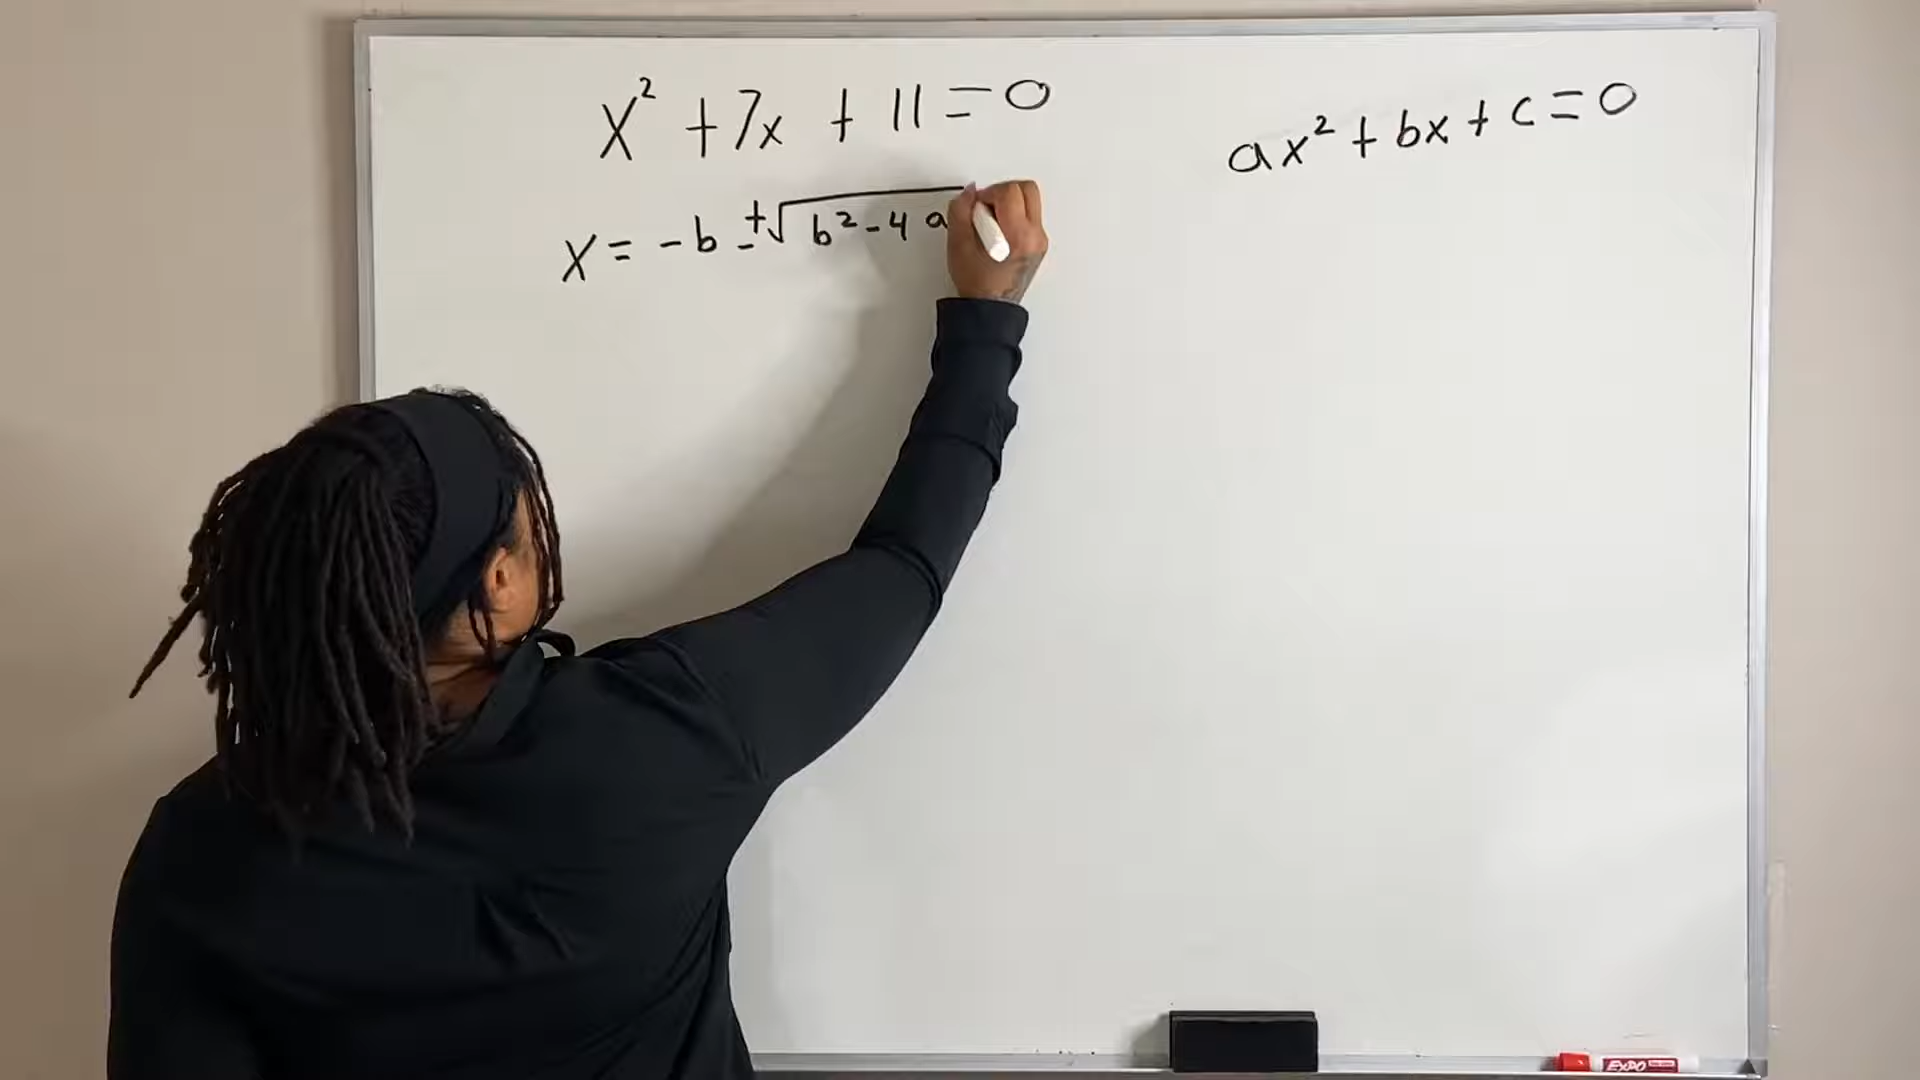 x² + 7x + 11 = 0
ax² + bx + c = 0
x = -b ± √b² - 4 a
EXPO